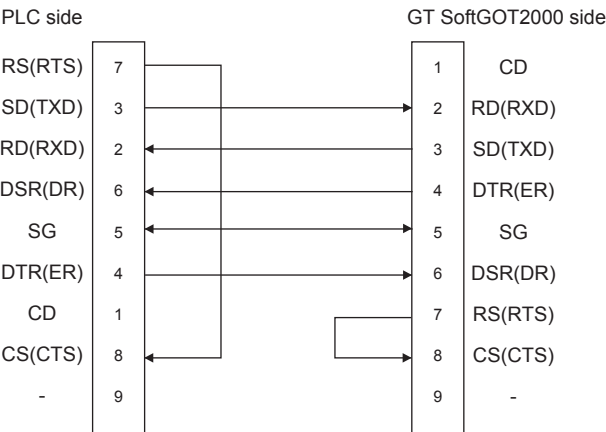 PLC side GT SoftGOT2000 side
RS(RTS) 7 1 CD
SD(TXD) 3 2 RD(RXD)
RD(RXD) 2 3 SD(TXD)
DSR(DR) 6 4 DTR(ER)
SG 5 5 SG
DTR(ER) 4 6 DSR(DR)
CD 1 7 RS(RTS)
CS(CTS) 8 8 CS(CTS)
- 9 9 -